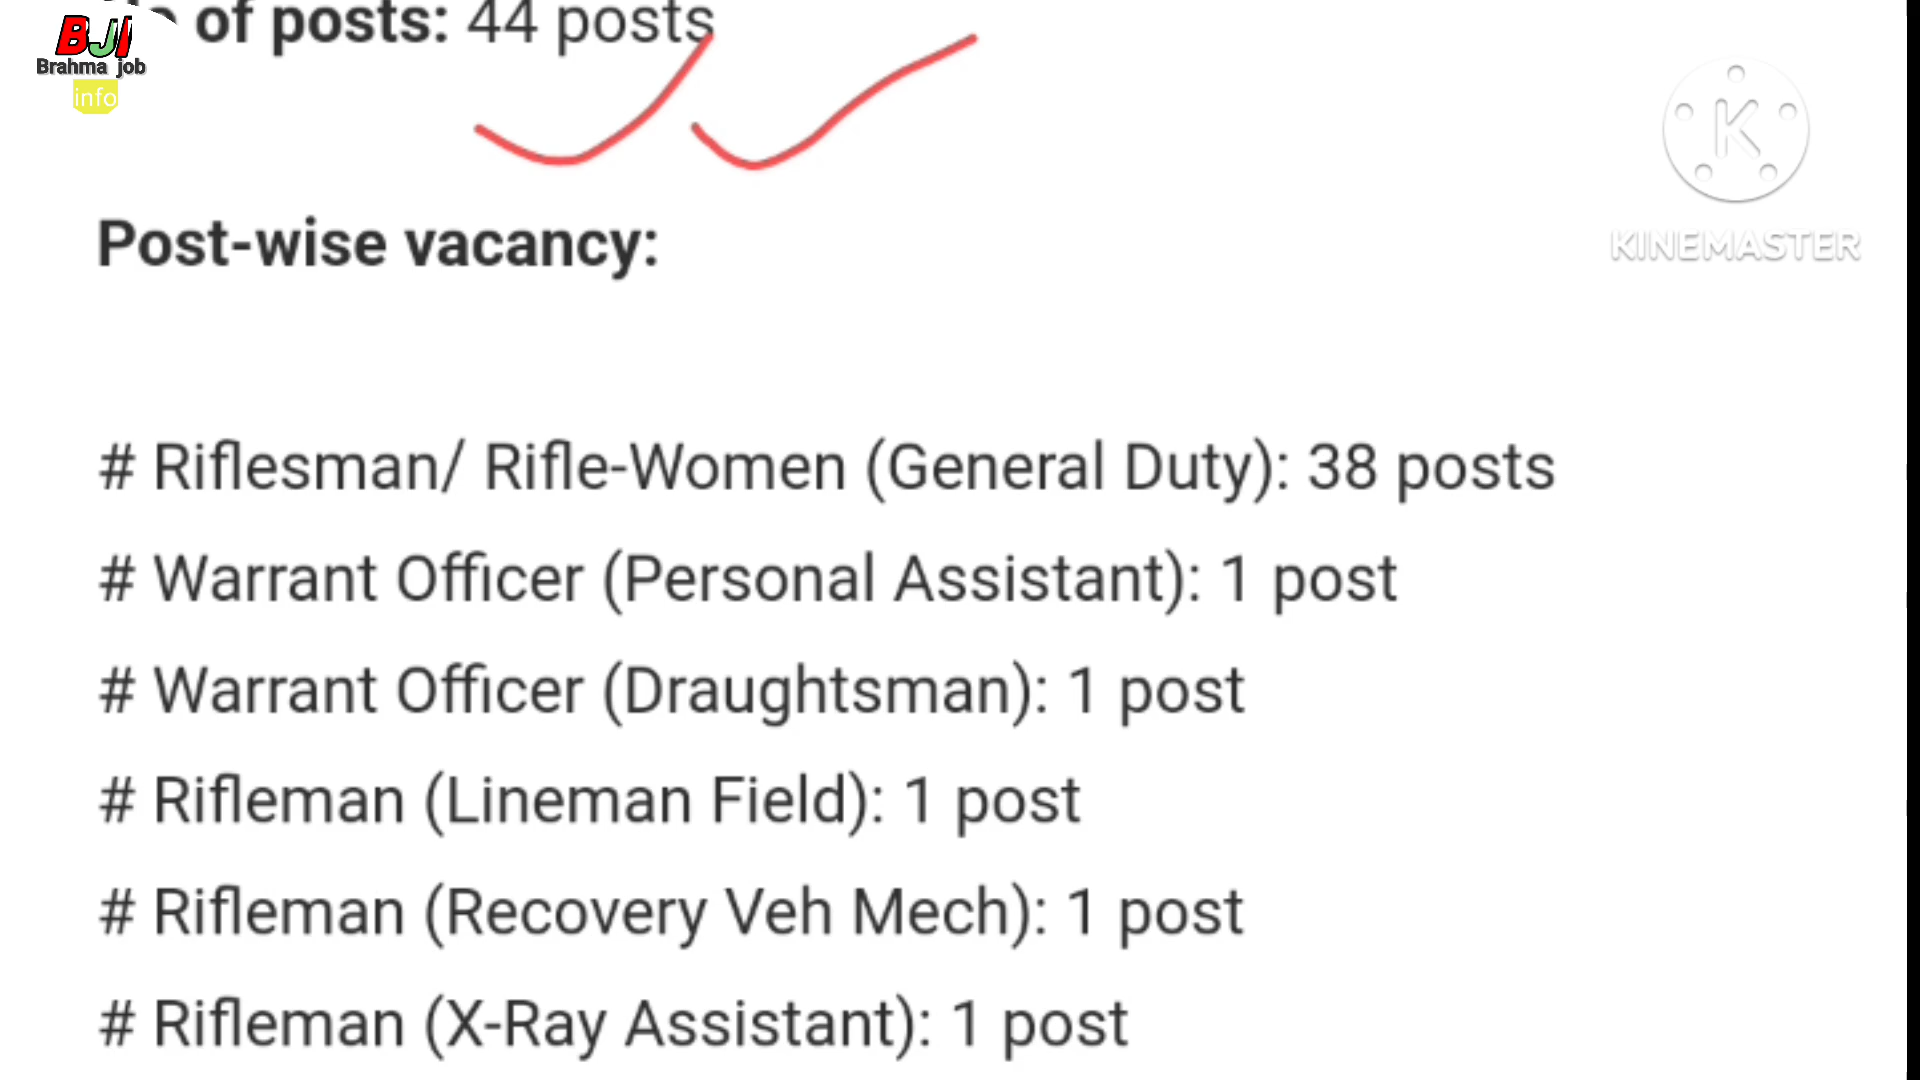 of posts: 44 posts
BJI
Brahma job
info
KINEMASTER
Post-wise vacancy:
# Riflesman/ Rifle-Women (General Duty): 38 posts
# Warrant Officer (Personal Assistant): 1 post
# Warrant Officer (Draughtsman): 1 post
# Rifleman (Lineman Field): 1 post
# Rifleman (Recovery Veh Mech): 1 post
# Rifleman (X-Ray Assistant): 1 post